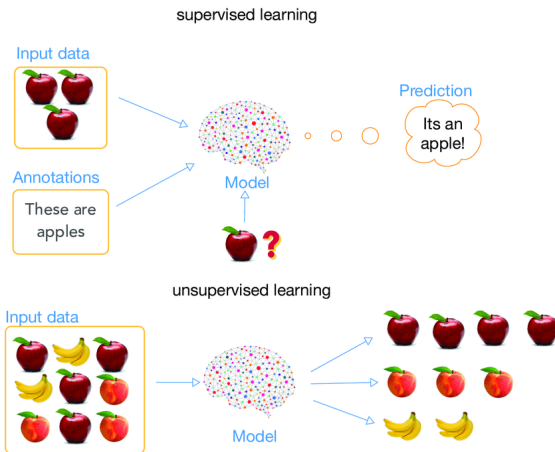 supervised learning
Input data
Prediction
Its an
apple!
Annotations
Model
These are
apples
?
unsupervised learning
Input data
Model